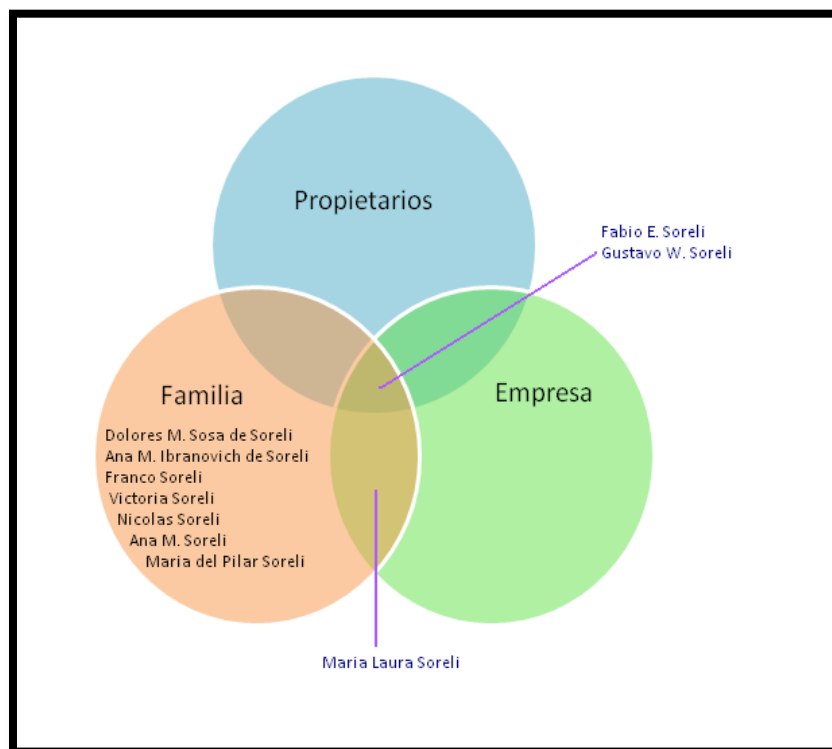 Propietarios
Fabio E. Soreli
Gustavo W. Soreli
Familia
Empresa
Dolores M. Sosa de Soreli
Ana M. Ibranovich de Soreli
Franco Soreli
Victoria Soreli
Nicolas Soreli
Ana M. Soreli
Maria del Pilar Soreli
Maria Laura Soreli